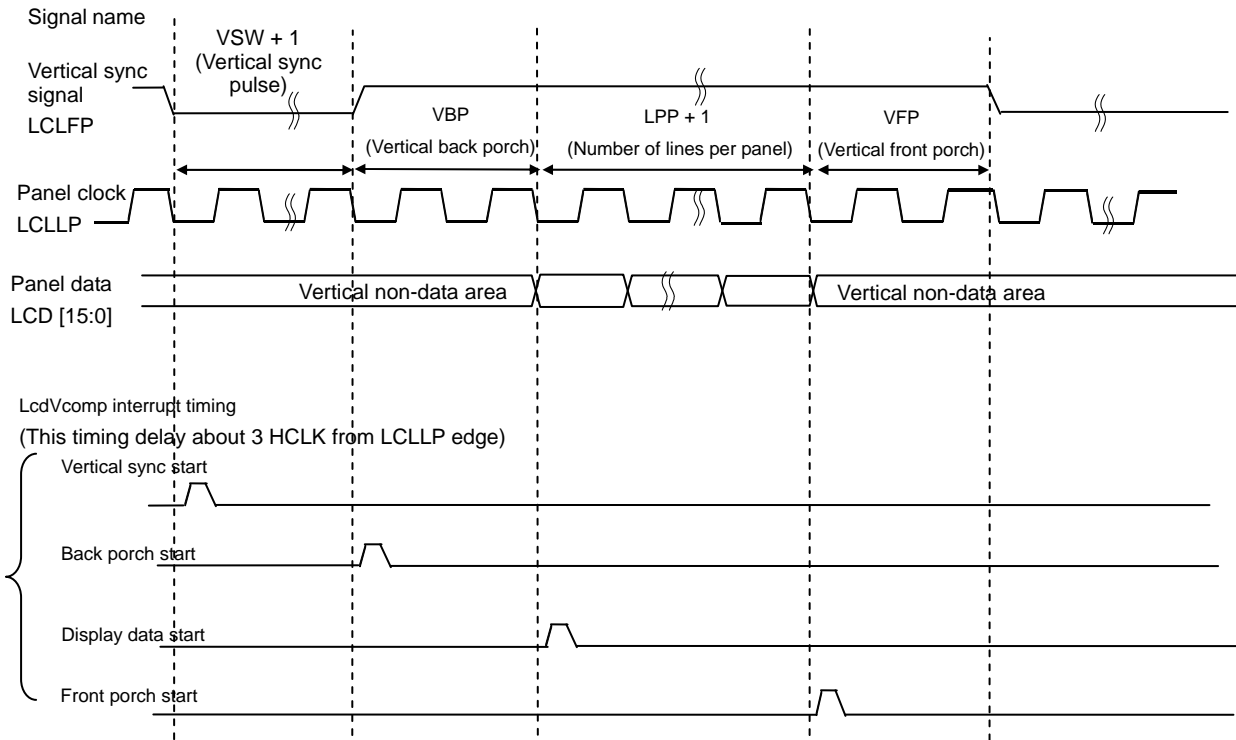 Signal name
VSW + 1
(Vertical sync
pulse)
Vertical sync
signal
LCLFP
VBP
(Vertical back porch)
LPP + 1
(Number of lines per panel)
VFP
(Vertical front porch)
Panel clock
LCLLP
Panel data
LCD [15:0]
Vertical non-data area
Vertical non-data area
LcdVcomp interrupt timing
(This timing delay about 3 HCLK from LCLLP edge)
Vertical sync start
Back porch start
Display data start
Front porch start